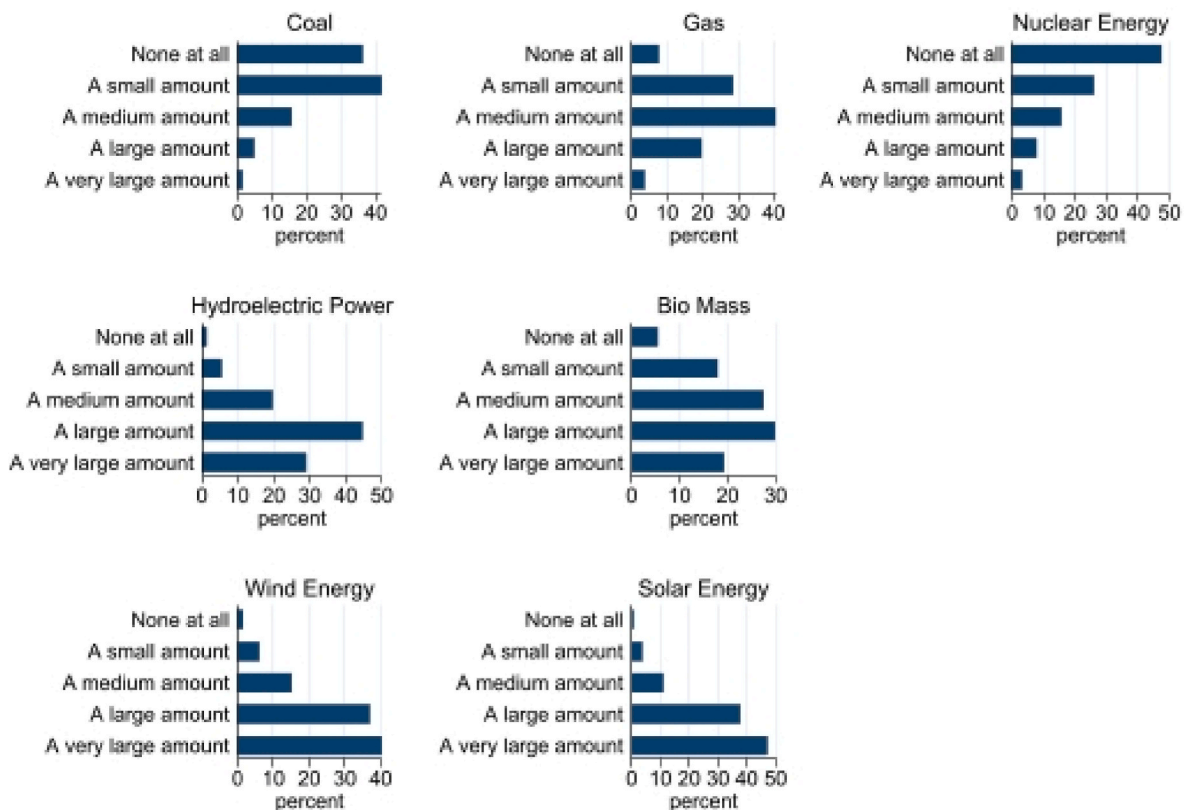 Coal
None at all
A small amount
A medium amount
A large amount
A very large amount
0 10 20 30 40
percent
Gas
None at all
A small amount
A medium amount
A large amount
A very large amount
0 10 20 30 40
percent
Nuclear Energy
None at all
A small amount
A medium amount
A large amount
A very large amount
0 10 20 30 40 50
percent
Hydroelectric Power
None at all
A small amount
A medium amount
A large amount
A very large amount
0 10 20 30 40 50
percent
Bio Mass
None at all
A small amount
A medium amount
A large amount
A very large amount
0 10 20 30
percent
Wind Energy
None at all
A small amount
A medium amount
A large amount
A very large amount
0 10 20 30 40
percent
Solar Energy
None at all
A small amount
A medium amount
A large amount
A very large amount
0 10 20 30 40 50
percent